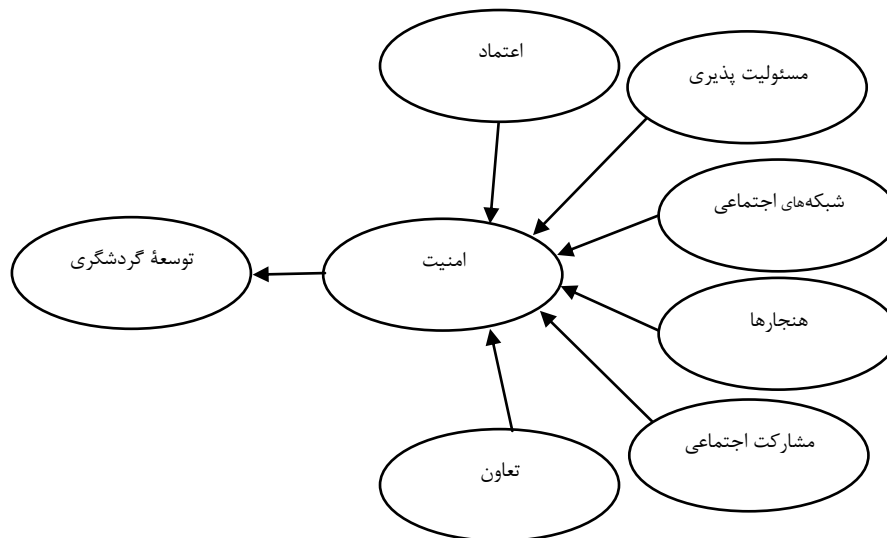 اعتماد
مسئولیت پذیری
شبکه‌های اجتماعی
توسعهٔ گردشگری
امنیت
هنجارها
مشارکت اجتماعی
تعاون